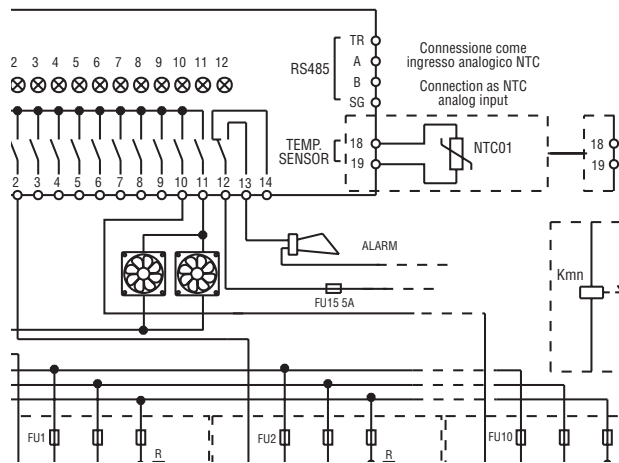 TR
RS485
A
B
SG
Connessione come
ingresso analogico NTC
Connection as NTC
analog input
2 3 4 5 6 7 8 9 10 11 12
TEMP.
SENSOR
18
19
NTC01
18
19
2 3 4 5 6 7 8 9 10 11 12 13 14
ALARM
FU15 5A
Kmn
FU1
R
FU2
R
FU10